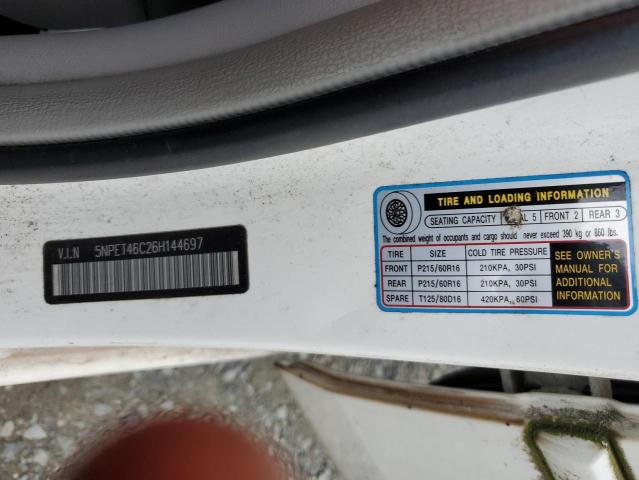 V.I.N 5NPET46C26H144697
TIRE AND LOADING INFORMATION
SEATING CAPACITY AL 5 FRONT 2 REAR 3
The combined weight of occupants and cargo should never exceed 390 kg or 860 lbs.
TIRE SIZE COLD TIRE PRESSURE
FRONT P215/60R16 210KPA, 30PSI
REAR P215/60R16 210KPA, 30PSI
SPARE T125/80D16 420KPA, 60PSI
SEE OWNER'S
MANUAL FOR
ADDITIONAL
INFORMATION